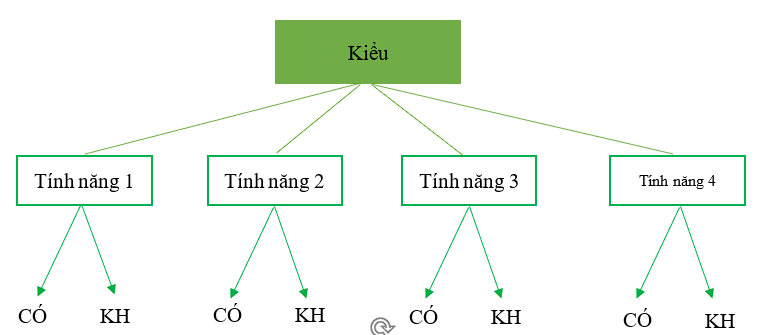 Kiểu
Tính năng 1
Tính năng 2
Tính năng 3
Tính năng 4
CÓ
KH
CÓ
KH
CÓ
KH
CÓ
KH